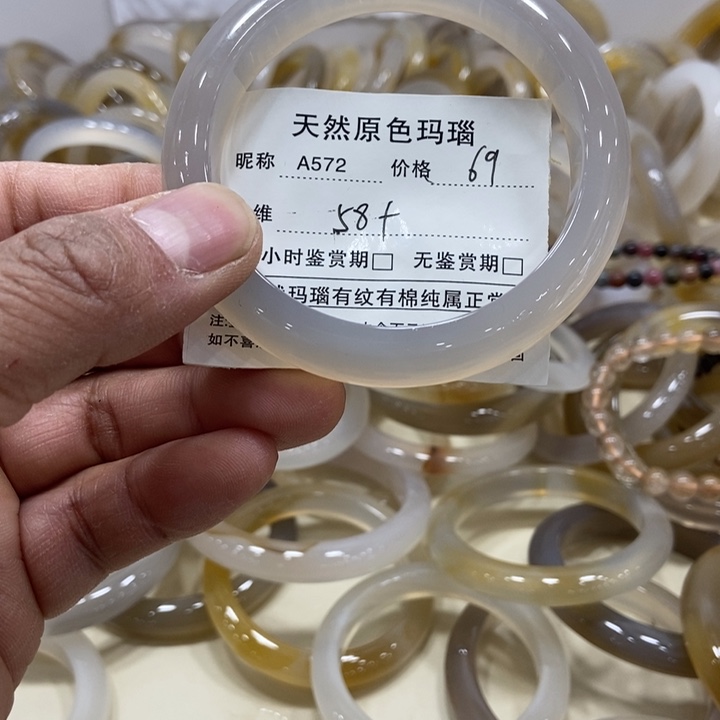 天然原色玛瑙
昵称 A572 价格 69
维 58+
小时鉴赏期□ 无鉴赏期□
玛瑙有纹有棉纯属正常
注
如不喜